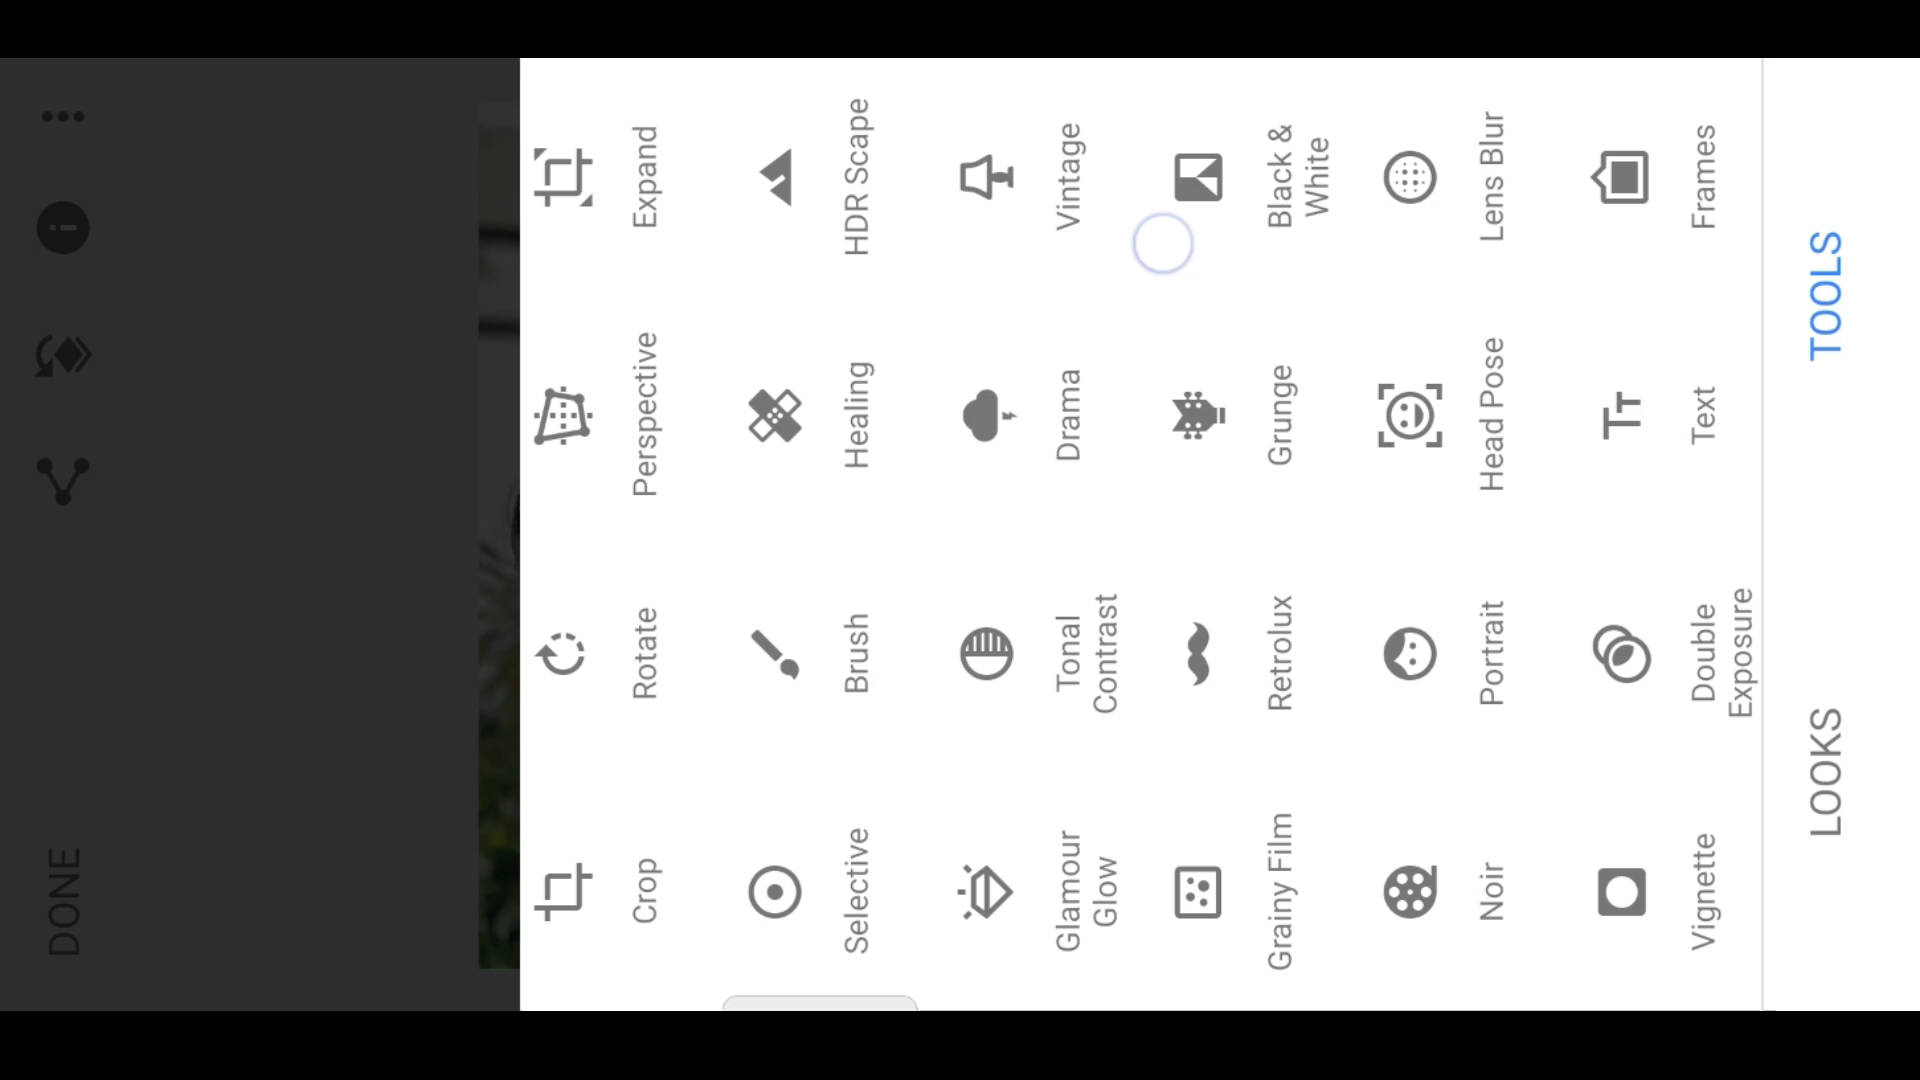 DONE
Crop
Rotate
Perspective
Expand
Selective
Brush
Healing
HDR Scape
Glamour
Glow
Tonal
Contrast
Drama
Vintage
Grainy Film
Retrolux
Grunge
Black &
White
Noir
Portrait
Head Pose
Lens Blur
Vignette
Double
Exposure
Text
Frames
LOOKS
TOOLS